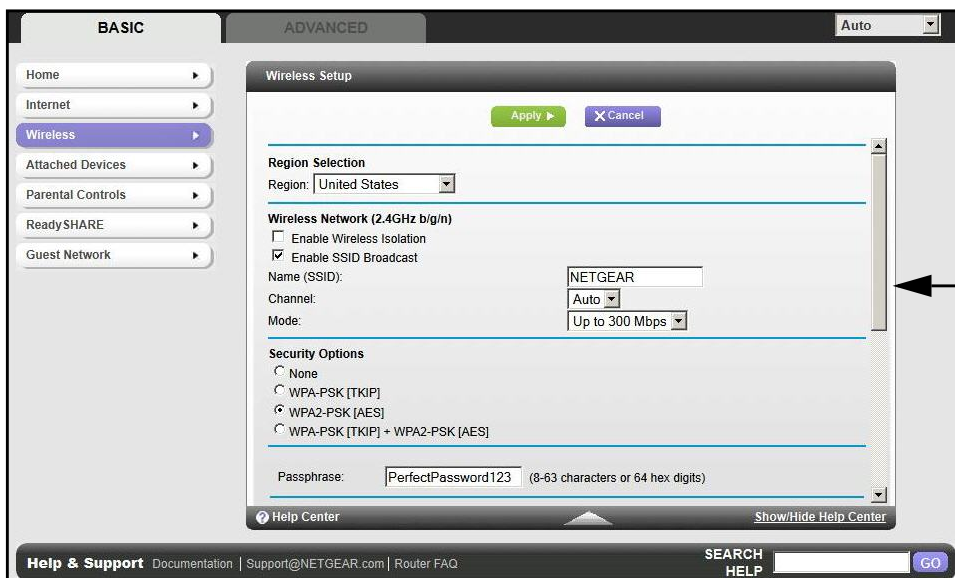 BASIC
ADVANCED
Auto
Home
Internet
Wireless
Attached Devices
Parental Controls
ReadySHARE
Guest Network
Wireless Setup
Apply
Cancel
Region Selection
Region: United States
Wireless Network (2.4GHz b/g/n)
Enable Wireless Isolation
Enable SSID Broadcast
Name (SSID): NETGEAR
Channel: Auto
Mode: Up to 300 Mbps
Security Options
None
WPA-PSK [TKIP]
WPA2-PSK [AES]
WPA-PSK [TKIP] + WPA2-PSK [AES]
Passphrase: PerfectPassword123 (8-63 characters or 64 hex digits)
? Help Center
Show/Hide Help Center
Help & Support Documentation | Support@NETGEAR.com | Router FAQ
SEARCH
HELP
GO